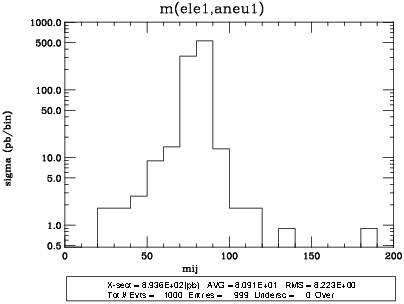 m(ele1,aneu1)
1000.0
500.0
100.0
50.0
10.0
5.0
1.0
0.5
sigma (pb/bin)
0 50 100 150 200
mij
X-sect = 8.936E+02(pb) AVG = 8.091E+01 RMS = 8.223E+00
Tot # Evts = 1000 Entries = 999 Undersc = 0 Over